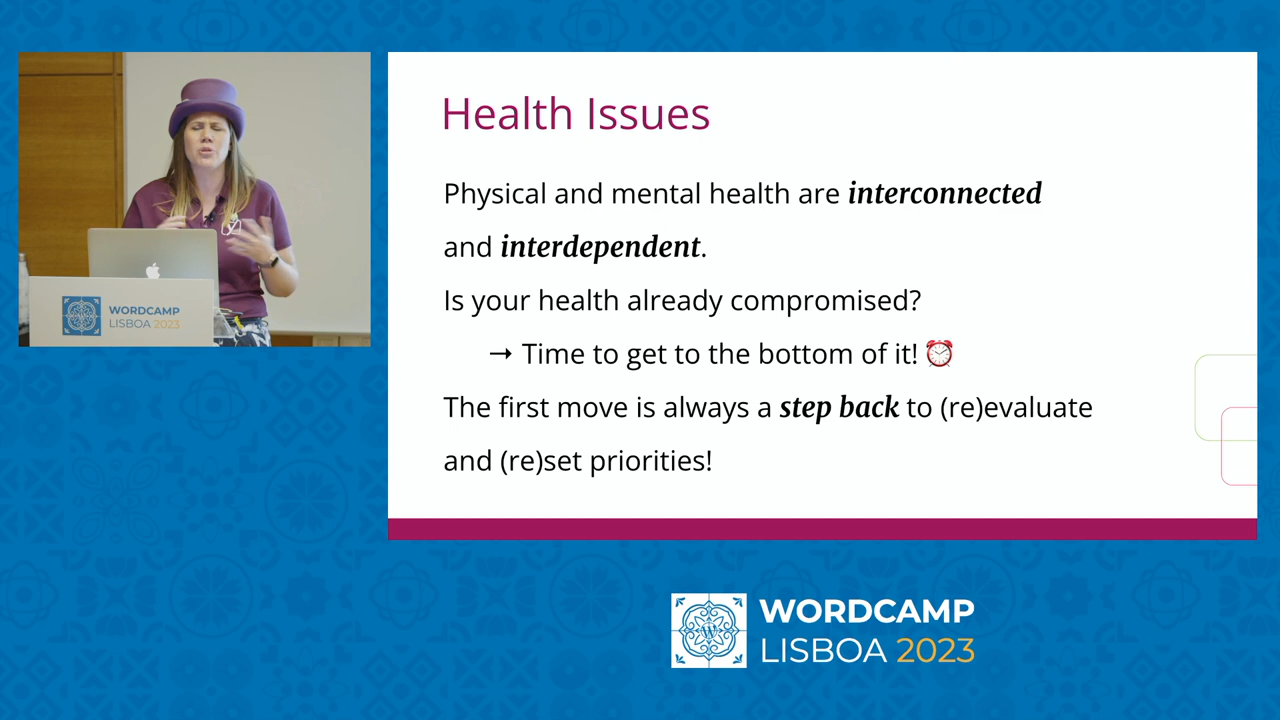 Health Issues
Physical and mental health are interconnected
and interdependent.
Is your health already compromised?
→ Time to get to the bottom of it! ⏰
The first move is always a step back to (re)evaluate
and (re)set priorities!
WORDCAMP
LISBOA 2023
WORDCAMP
LISBOA 2023